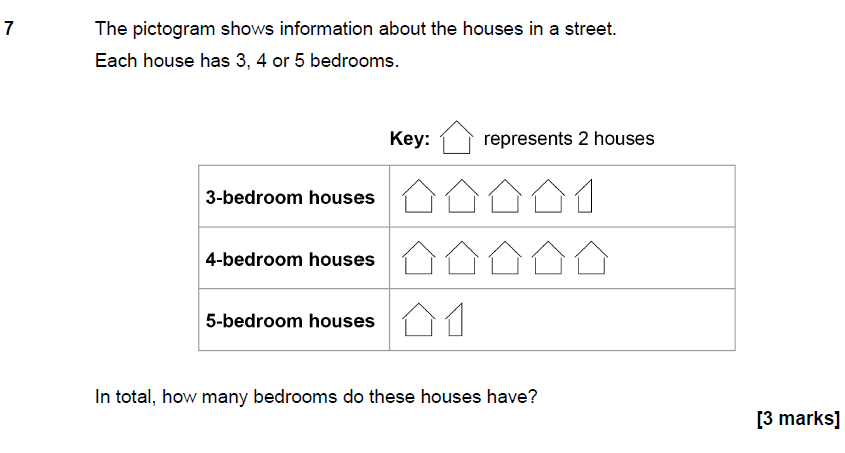 7 The pictogram shows information about the houses in a street.
Each house has 3, 4 or 5 bedrooms.
Key: represents 2 houses
3-bedroom houses
4-bedroom houses
5-bedroom houses
In total, how many bedrooms do these houses have?
[3 marks]